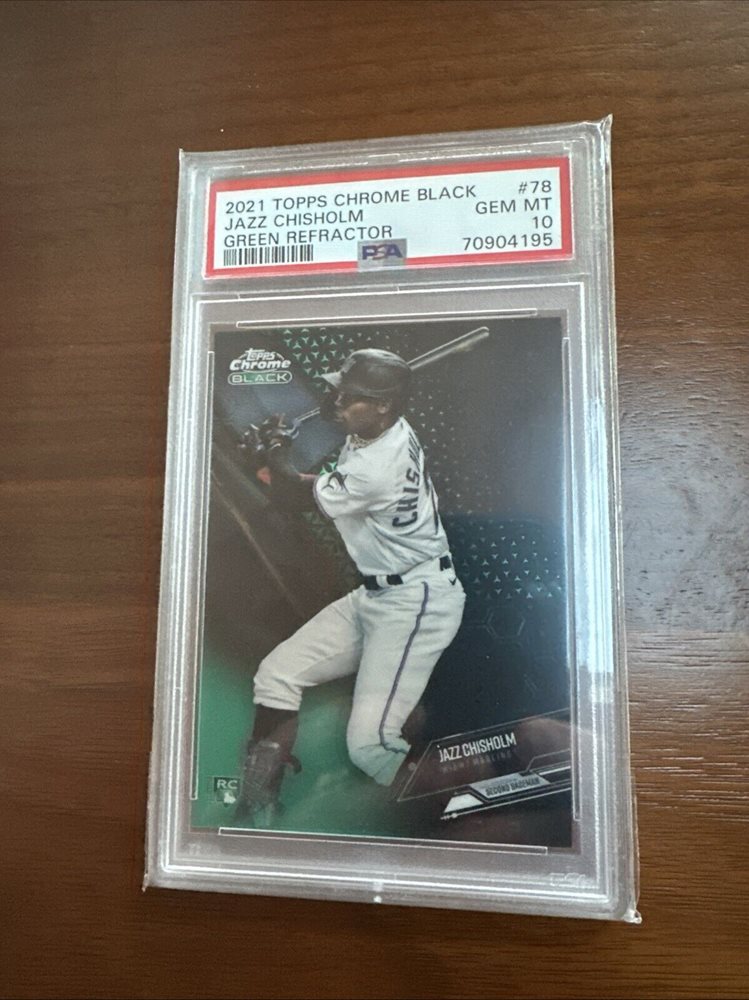 2021 TOPPS CHROME BLACK #78
JAZZ CHISHOLM GEM MT
GREEN REFRACTOR 10
PSA 70904195
TOPPS
Chrome
BLACK
CHIS
JAZZ CHISHOLM
MIAMI MARLINS
SECOND BASEMAN
RC